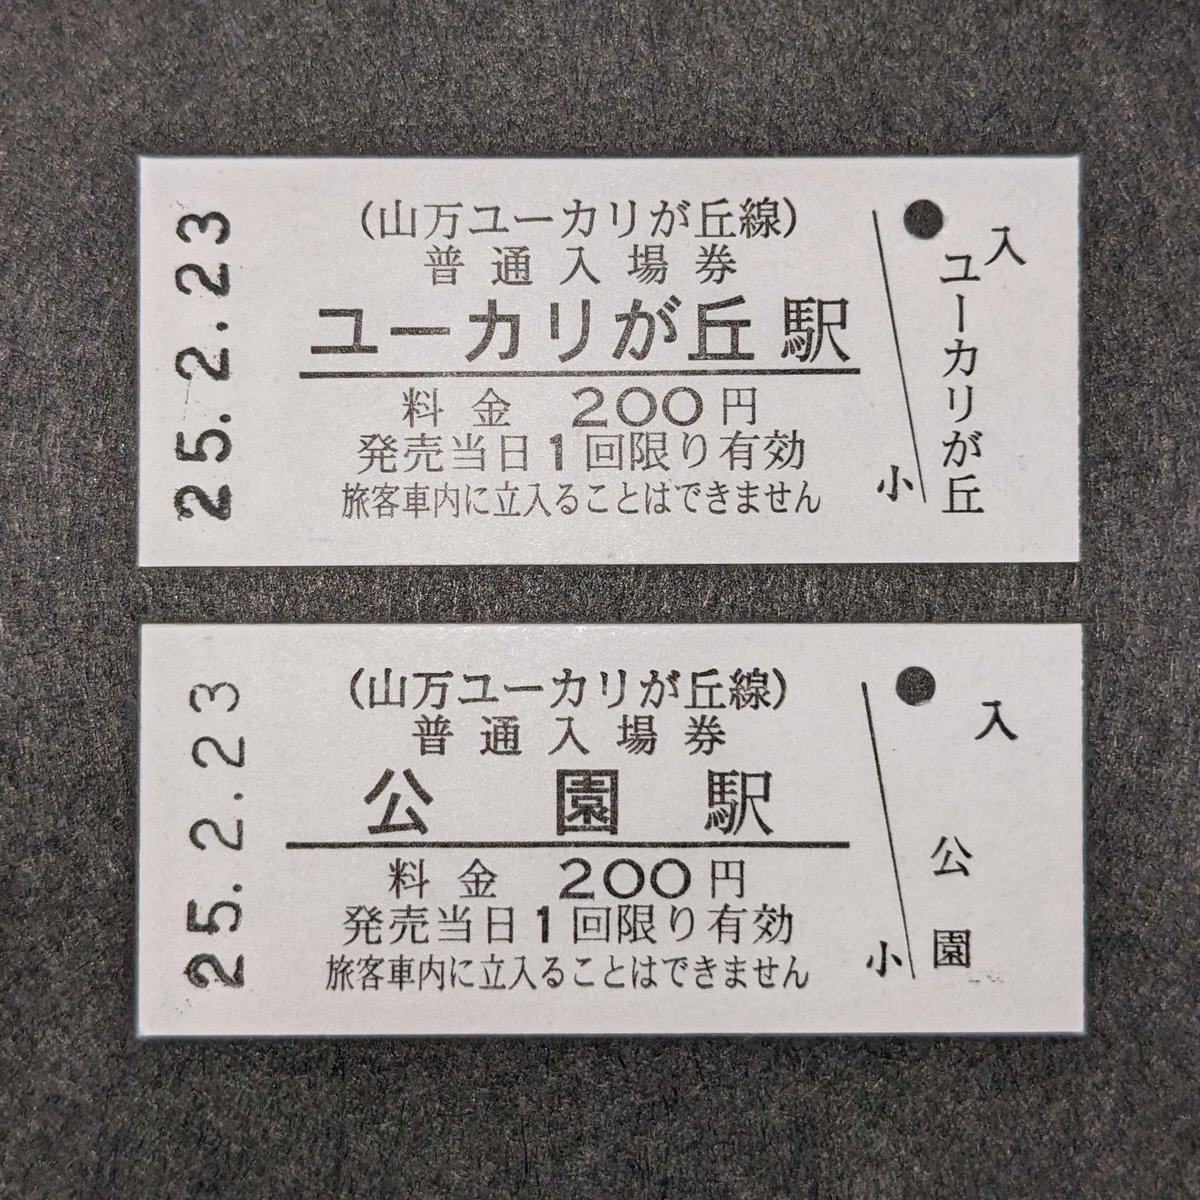 25.2.23
(山万ユーカリが丘線)
普通入場券
ユーカリが丘駅
料金 200円
発売当日1回限り有効
旅客車内に立入ることはできません
小
入
ユーカリが丘
25.2.23
(山万ユーカリが丘線)
普通入場券
公園駅
料金 200円
発売当日1回限り有効
旅客車内に立入ることはできません
小
入
公園